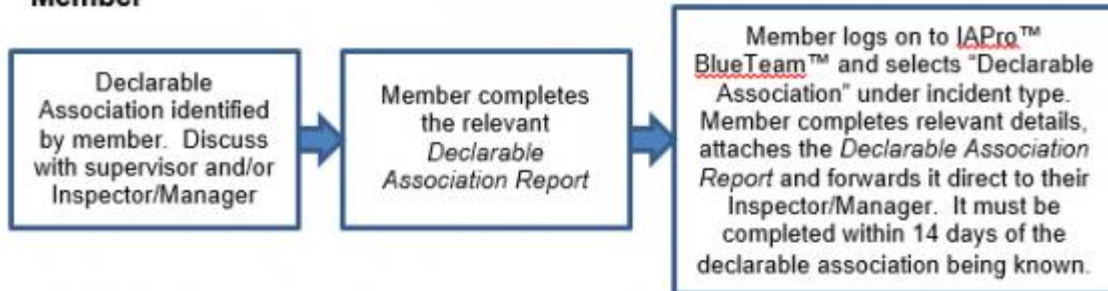 Member
Declarable
Association identified
by member. Discuss
with supervisor and/or
Inspector/Manager
Member completes
the relevant
Declarable
Association Report
Member logs on to IAPro™
BlueTeam™ and selects “Declarable
Association” under incident type.
Member completes relevant details,
attaches the Declarable Association
Report and forwards it direct to their
Inspector/Manager. It must be
completed within 14 days of the
declarable association being known.